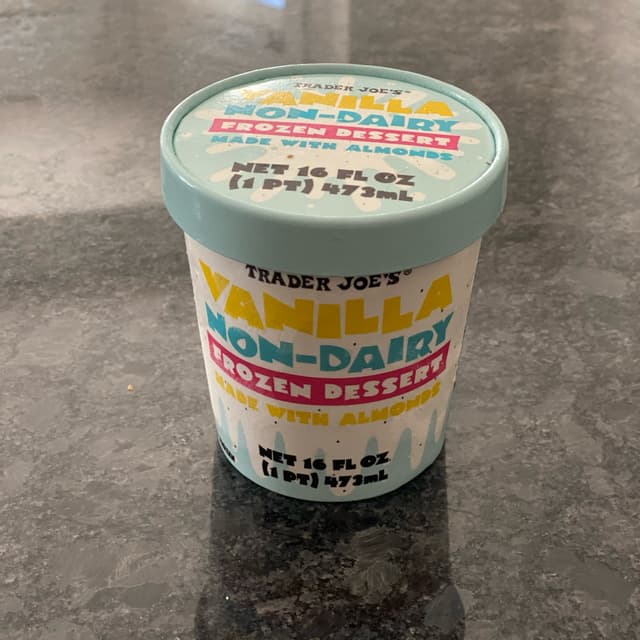 TRADER JOE'S®
VANILLA
NON-DAIRY
FROZEN DESSERT
MADE WITH ALMONDS
NET 16 FL OZ
(1 PT) 473mL
TRADER JOE'S®
VANILLA
NON-DAIRY
FROZEN DESSERT
MADE WITH ALMONDS
NET 16 FL OZ
(1 PT) 473mL